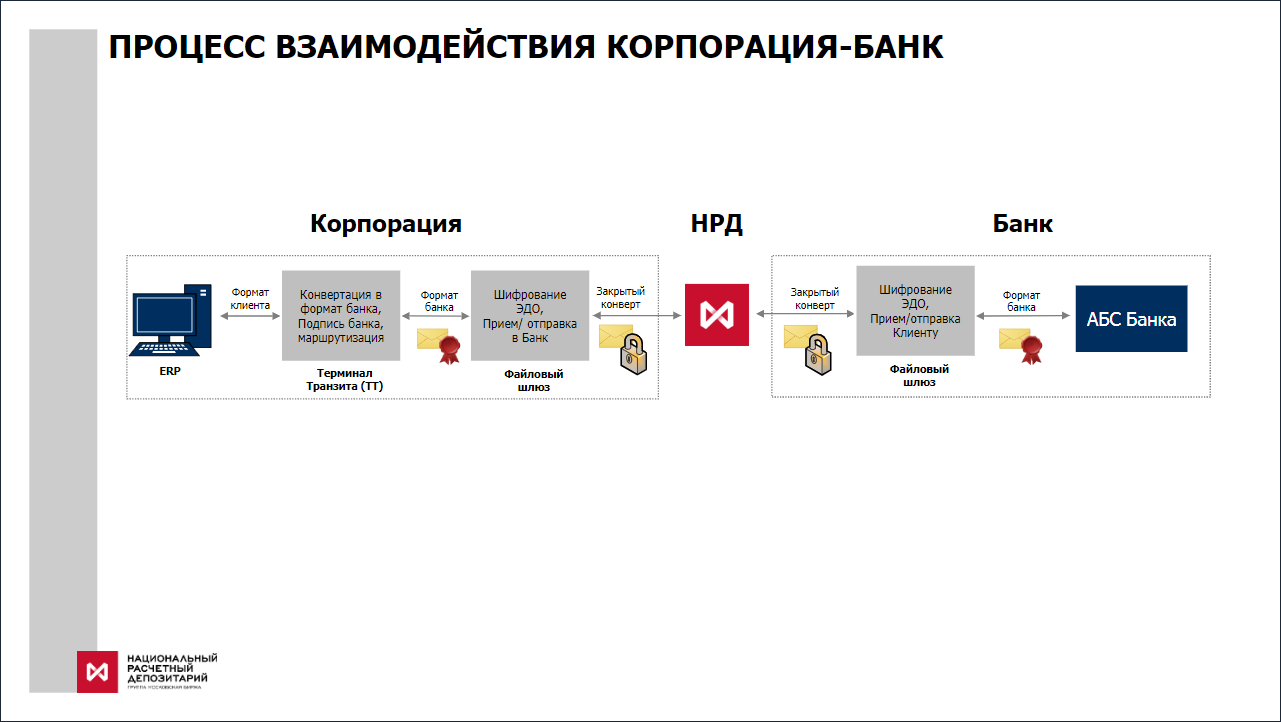 ПРОЦЕСС ВЗАИМОДЕЙСТВИЯ КОРПОРАЦИЯ-БАНК
Корпорация
НРД
Банк
Формат
клиента
ERP
Конвертация в
формат банка,
Подпись банка,
маршрутизация
Терминал
Транзита (ТТ)
Формат
банка
Шифрование
ЭДО,
Прием/ отправка
в Банк
Файловый
шлюз
Закрытый
конверт
Закрытый
конверт
Шифрование
ЭДО,
Прием/отправка
Клиенту
Файловый
шлюз
Формат
банка
АБС Банка
НАЦИОНАЛЬНЫЙ
РАСЧЕТНЫЙ
ДЕПОЗИТАРИЙ
ГРУППА МОСКОВСКАЯ БИРЖА